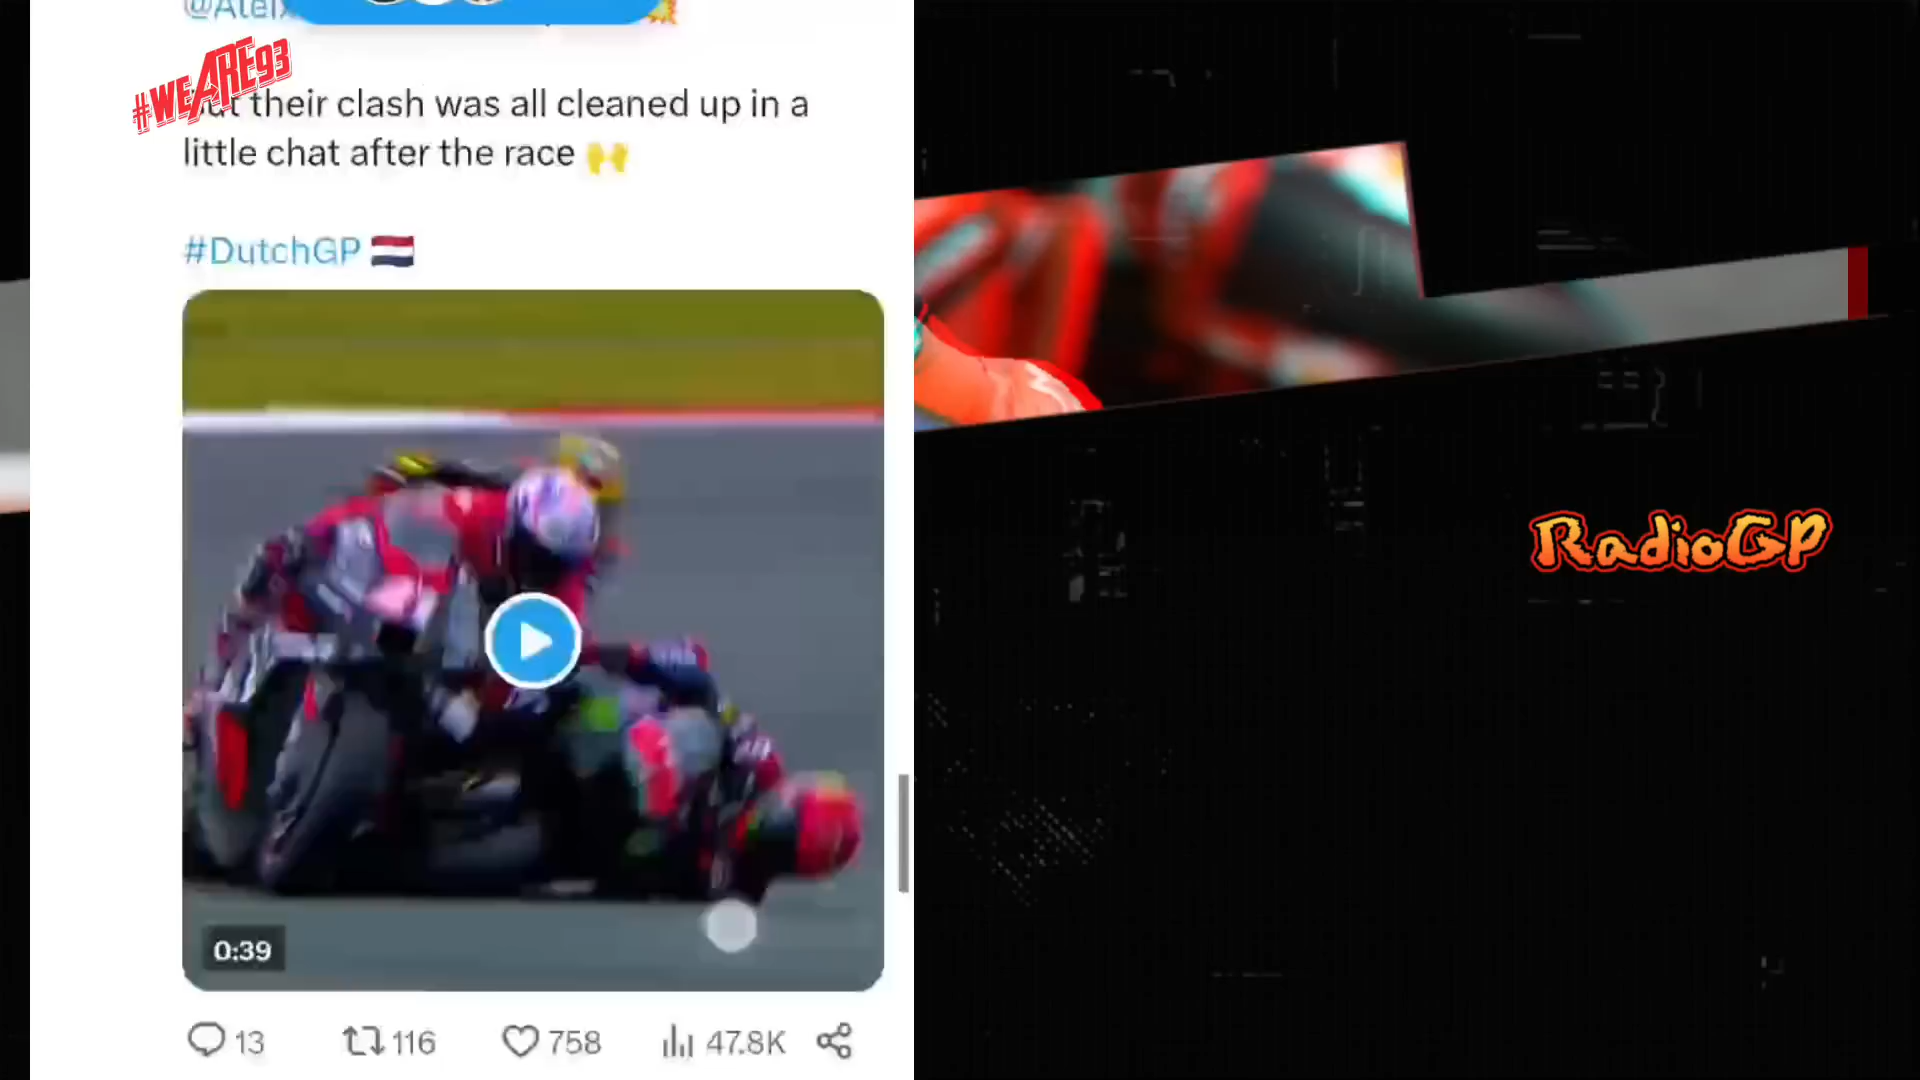 #WEARE93
their clash was all cleaned up in a
little chat after the race 🙌
#DutchGP 🇳🇱
RadioGP
0:39
13 116 758 47.8K